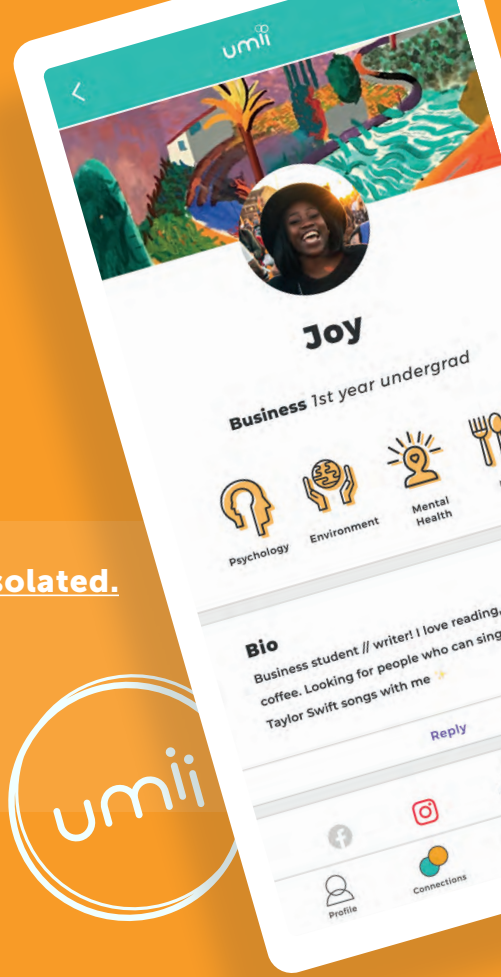 umii
Joy
Business 1st year undergrad
Psychology
Environment
Mental
Health
Bio
Business student // writer! I love reading,
coffee. Looking for people who can sing
Taylor Swift songs with me
Reply
Profile
Connections
solated.
umii